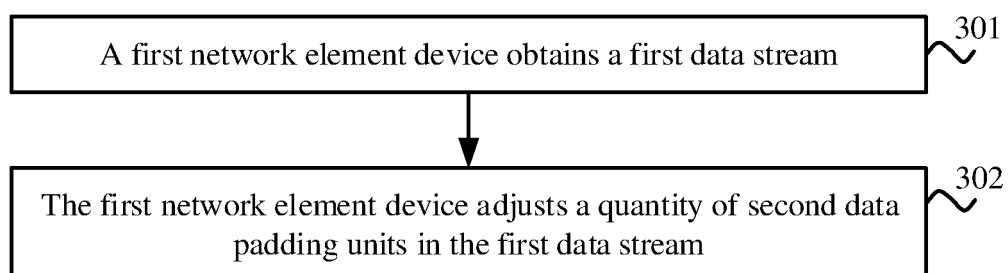 301
A first network element device obtains a first data stream
302
The first network element device adjusts a quantity of second data
padding units in the first data stream